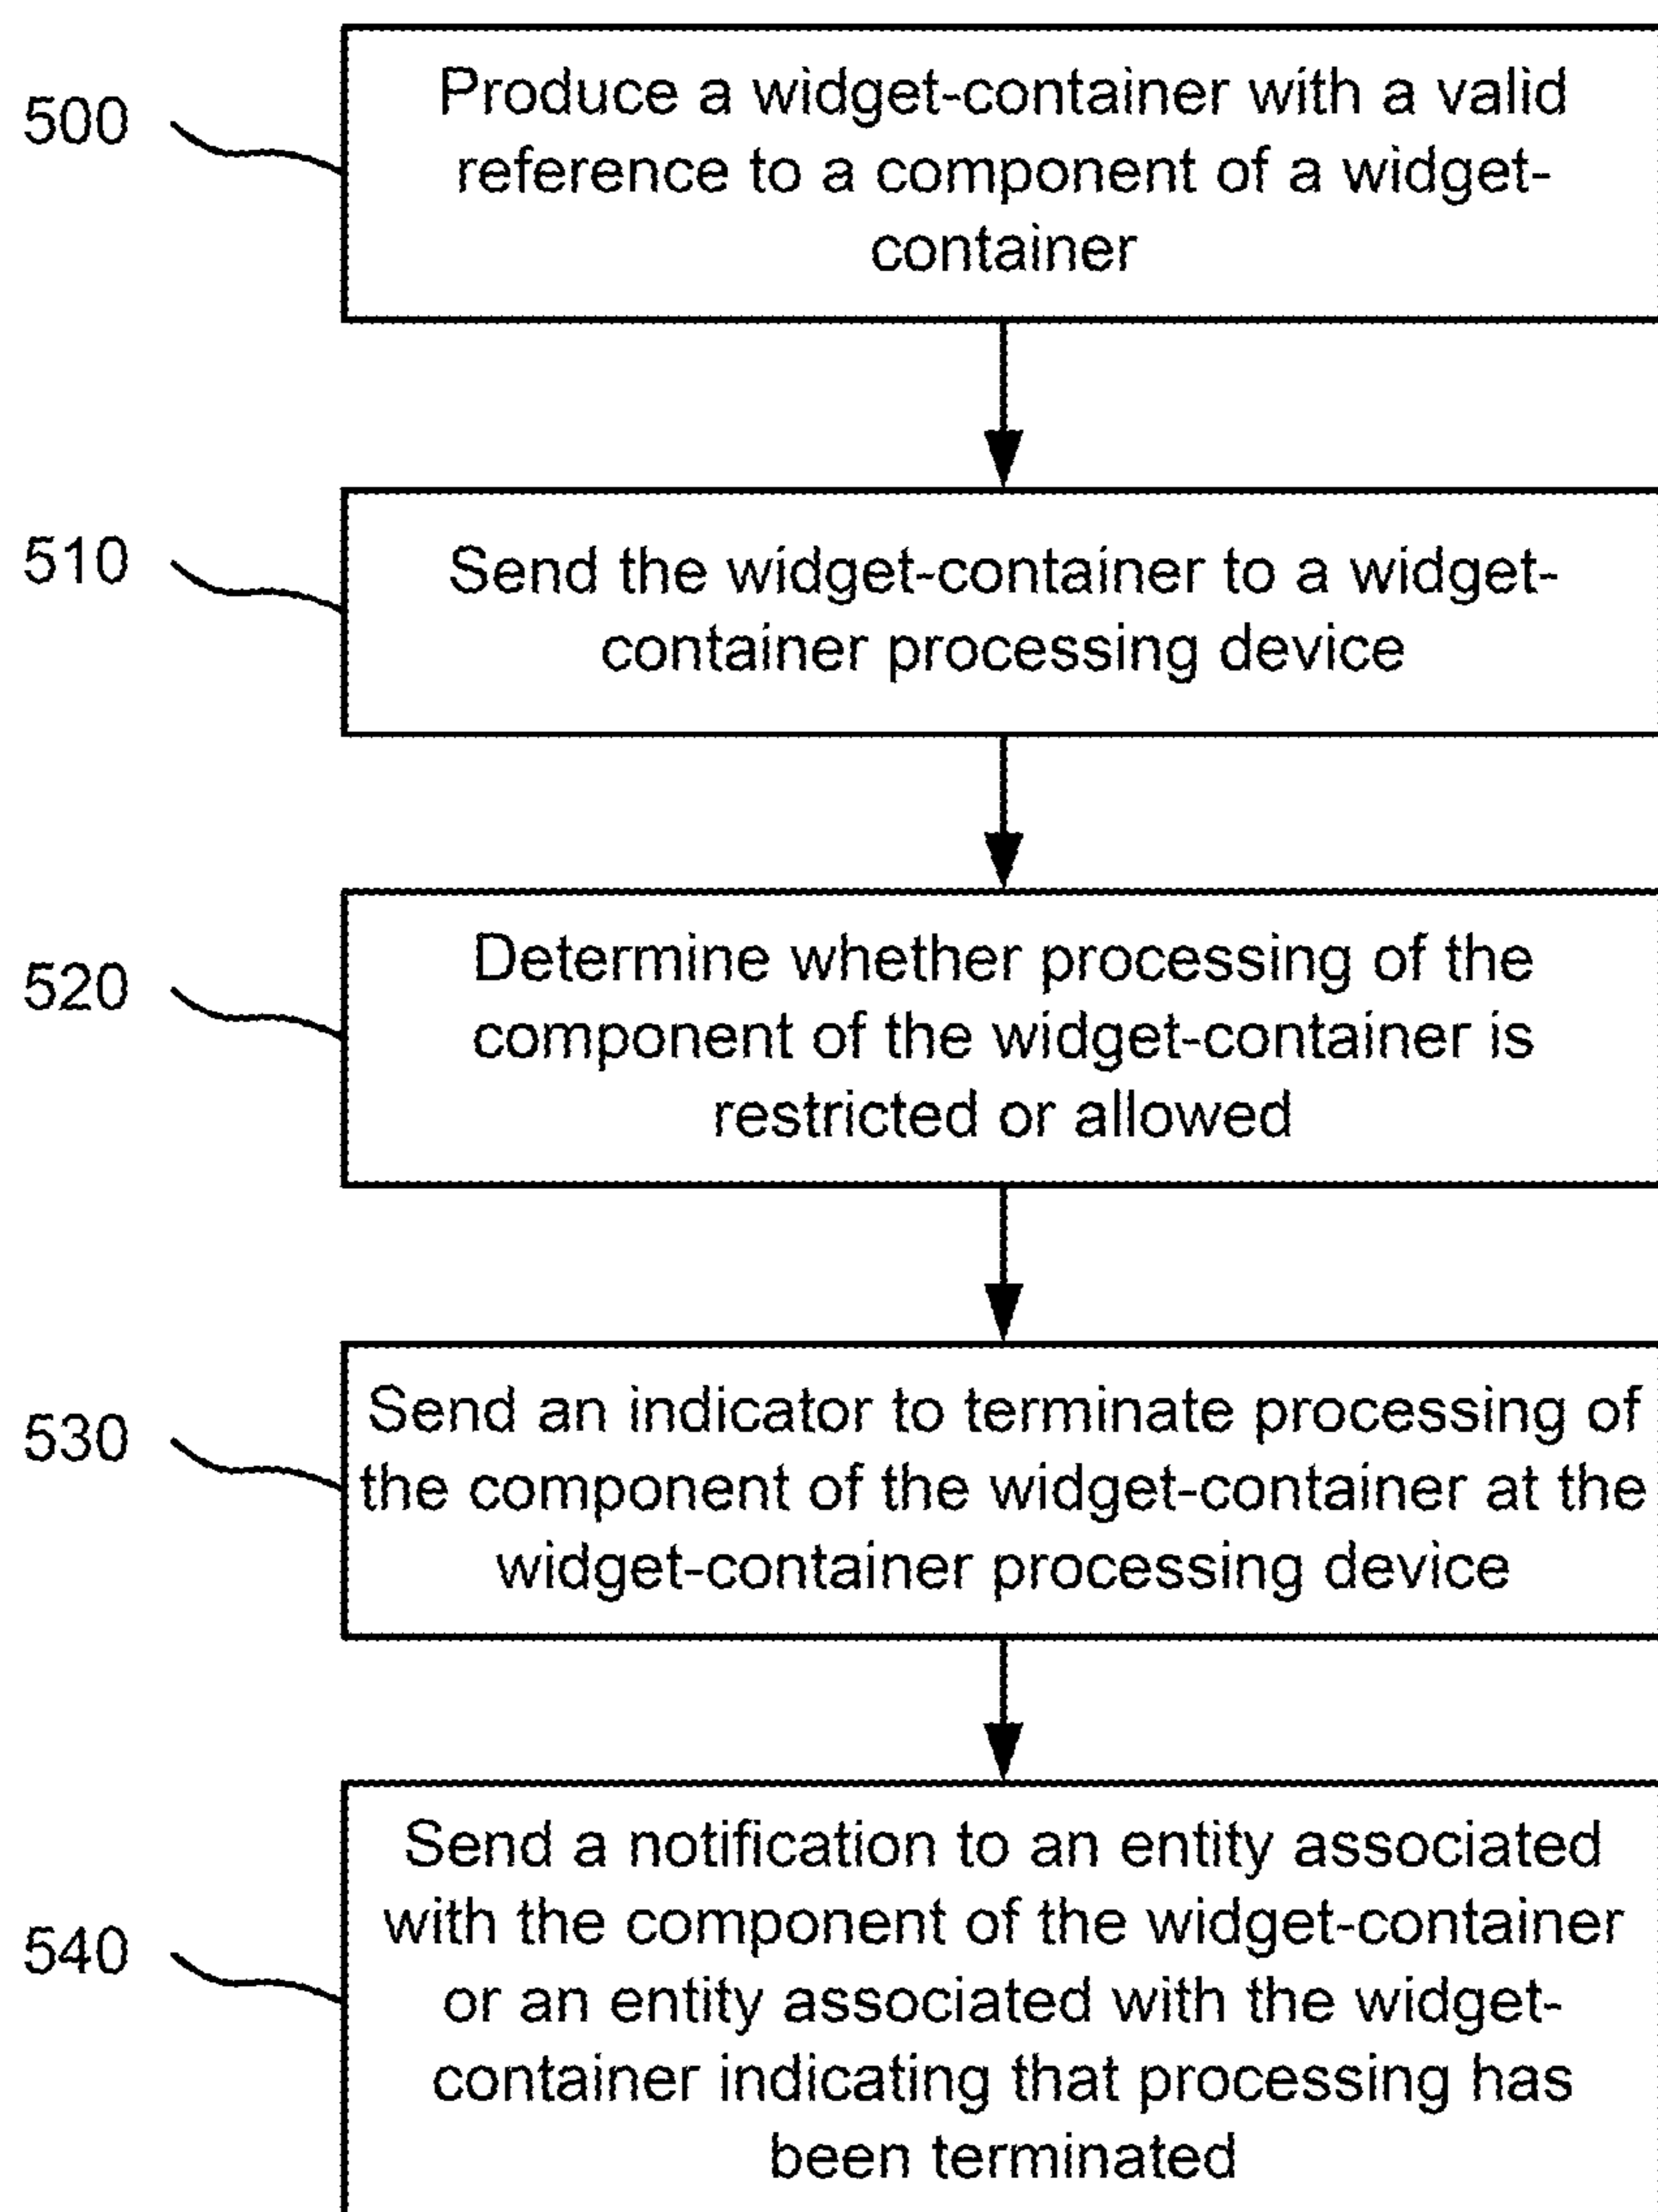 500
Produce a widget-container with a valid
reference to a component of a widget-
container
510
Send the widget-container to a widget-
container processing device
520
Determine whether processing of the
component of the widget-container is
restricted or allowed
530
Send an indicator to terminate processing of
the component of the widget-container at the
widget-container processing device
540
Send a notification to an entity associated
with the component of the widget-container
or an entity associated with the widget-
container indicating that processing has
been terminated